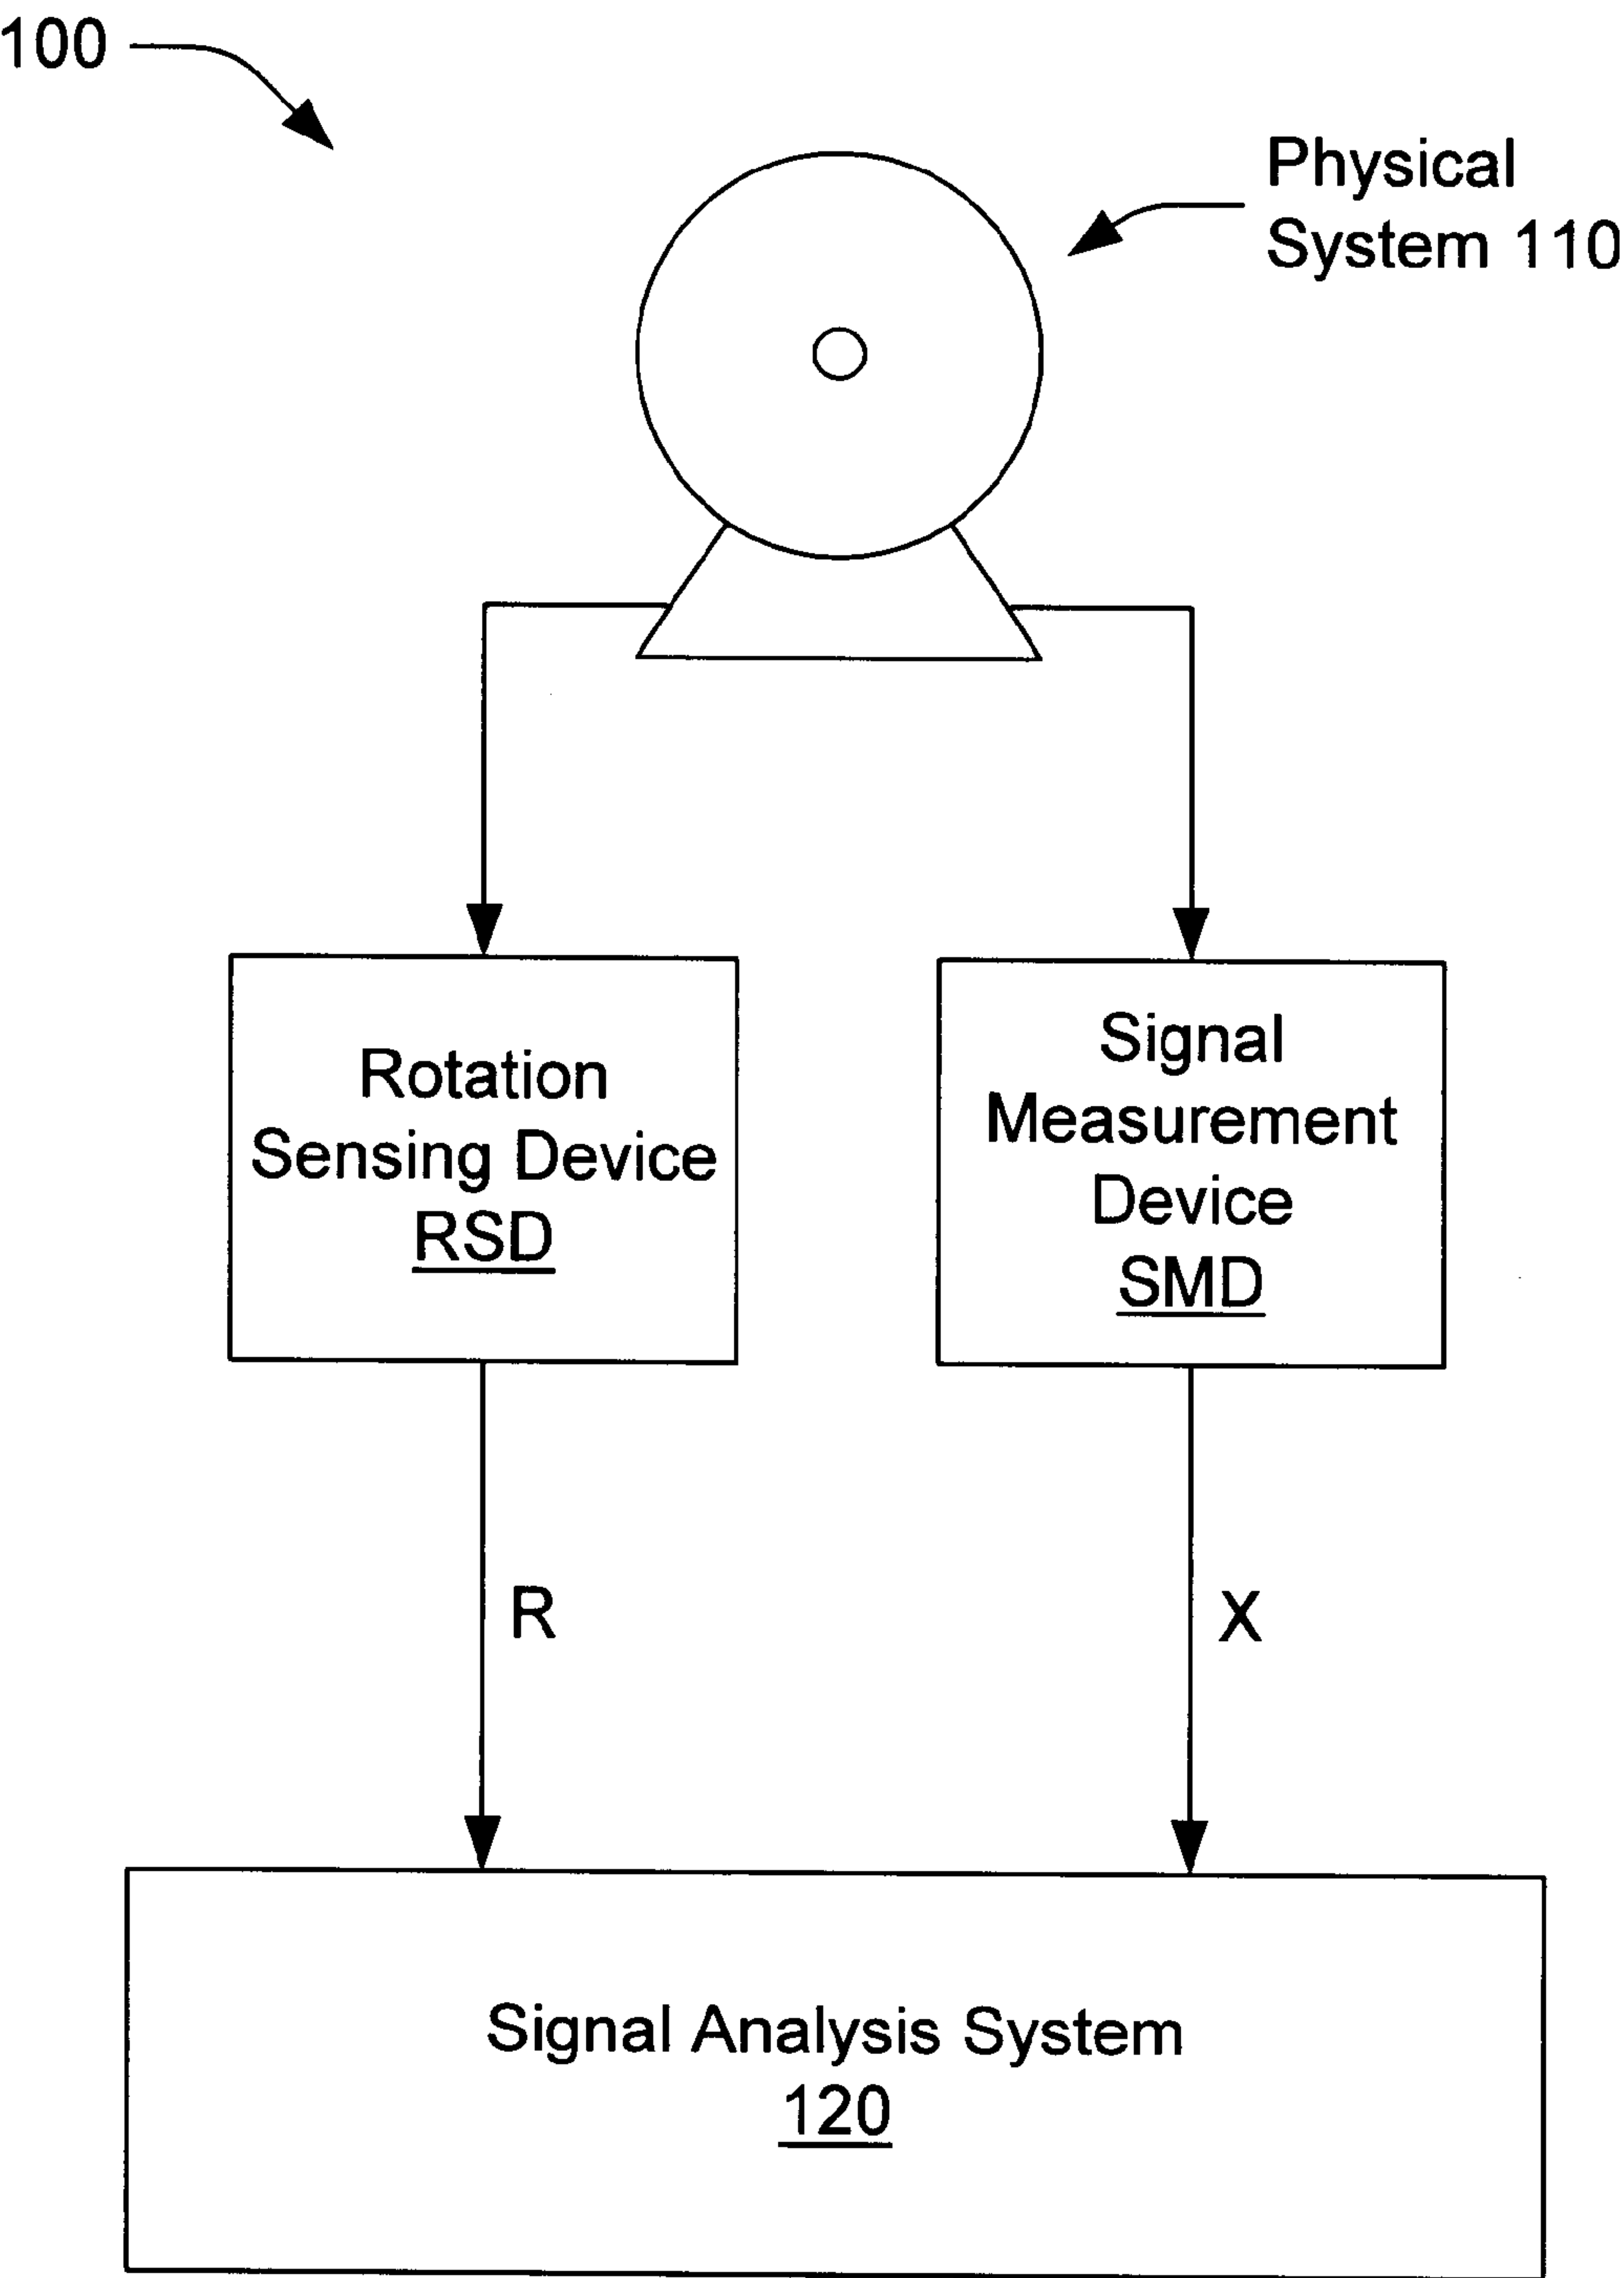 100
Physical
System 110
Rotation
Sensing Device
RSD
Signal
Measurement
Device
SMD
R
X
Signal Analysis System
120